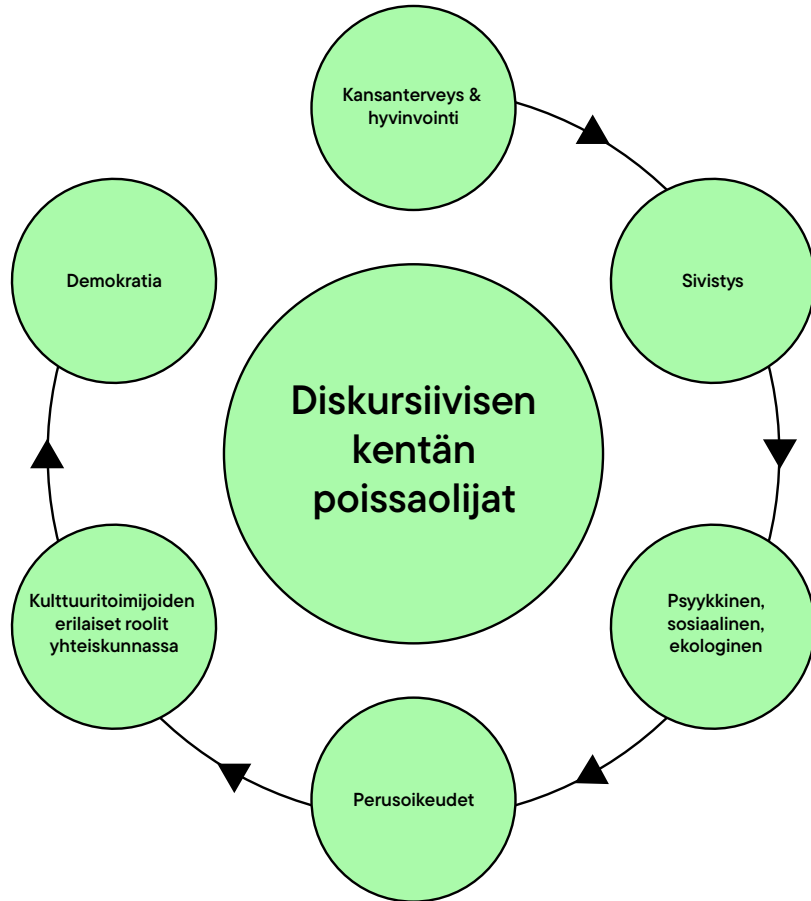 Kansanterveys &
hyvinvointi
Sivistys
Psyykkinen,
sosiaalinen,
ekologinen
Perusoikeudet
Kulttuuritoimijoiden
erilaiset roolit
yhteiskunnassa
Demokratia
Diskursiivisen
kentän
poissaolijat